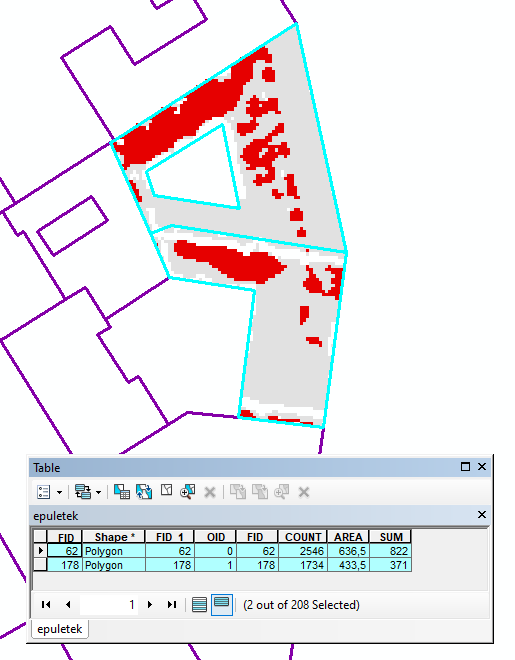 Table
epuletek
FID Shape * FID_1 OID FID COUNT AREA SUM
62 Polygon 62 0 62 2546 636,5 822
178 Polygon 178 1 178 1734 433,5 371
1 (2 out of 208 Selected)
epuletek